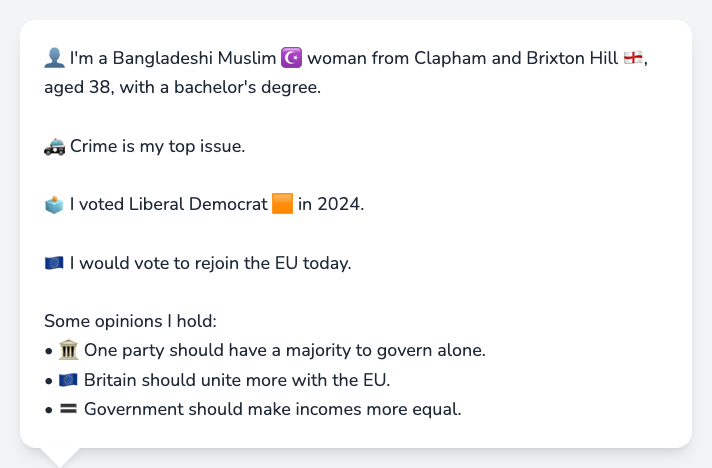 👤 I'm a Bangladeshi Muslim ☪️ woman from Clapham and Brixton Hill 🏴󠁧󠁢󠁥󠁮󠁧󠁿,
aged 38, with a bachelor's degree.
🚓 Crime is my top issue.
🗳️ I voted Liberal Democrat 🟧 in 2024.
🇪🇺 I would vote to rejoin the EU today.
Some opinions I hold:
• 🏛️ One party should have a majority to govern alone.
• 🇪🇺 Britain should unite more with the EU.
• 🟰 Government should make incomes more equal.